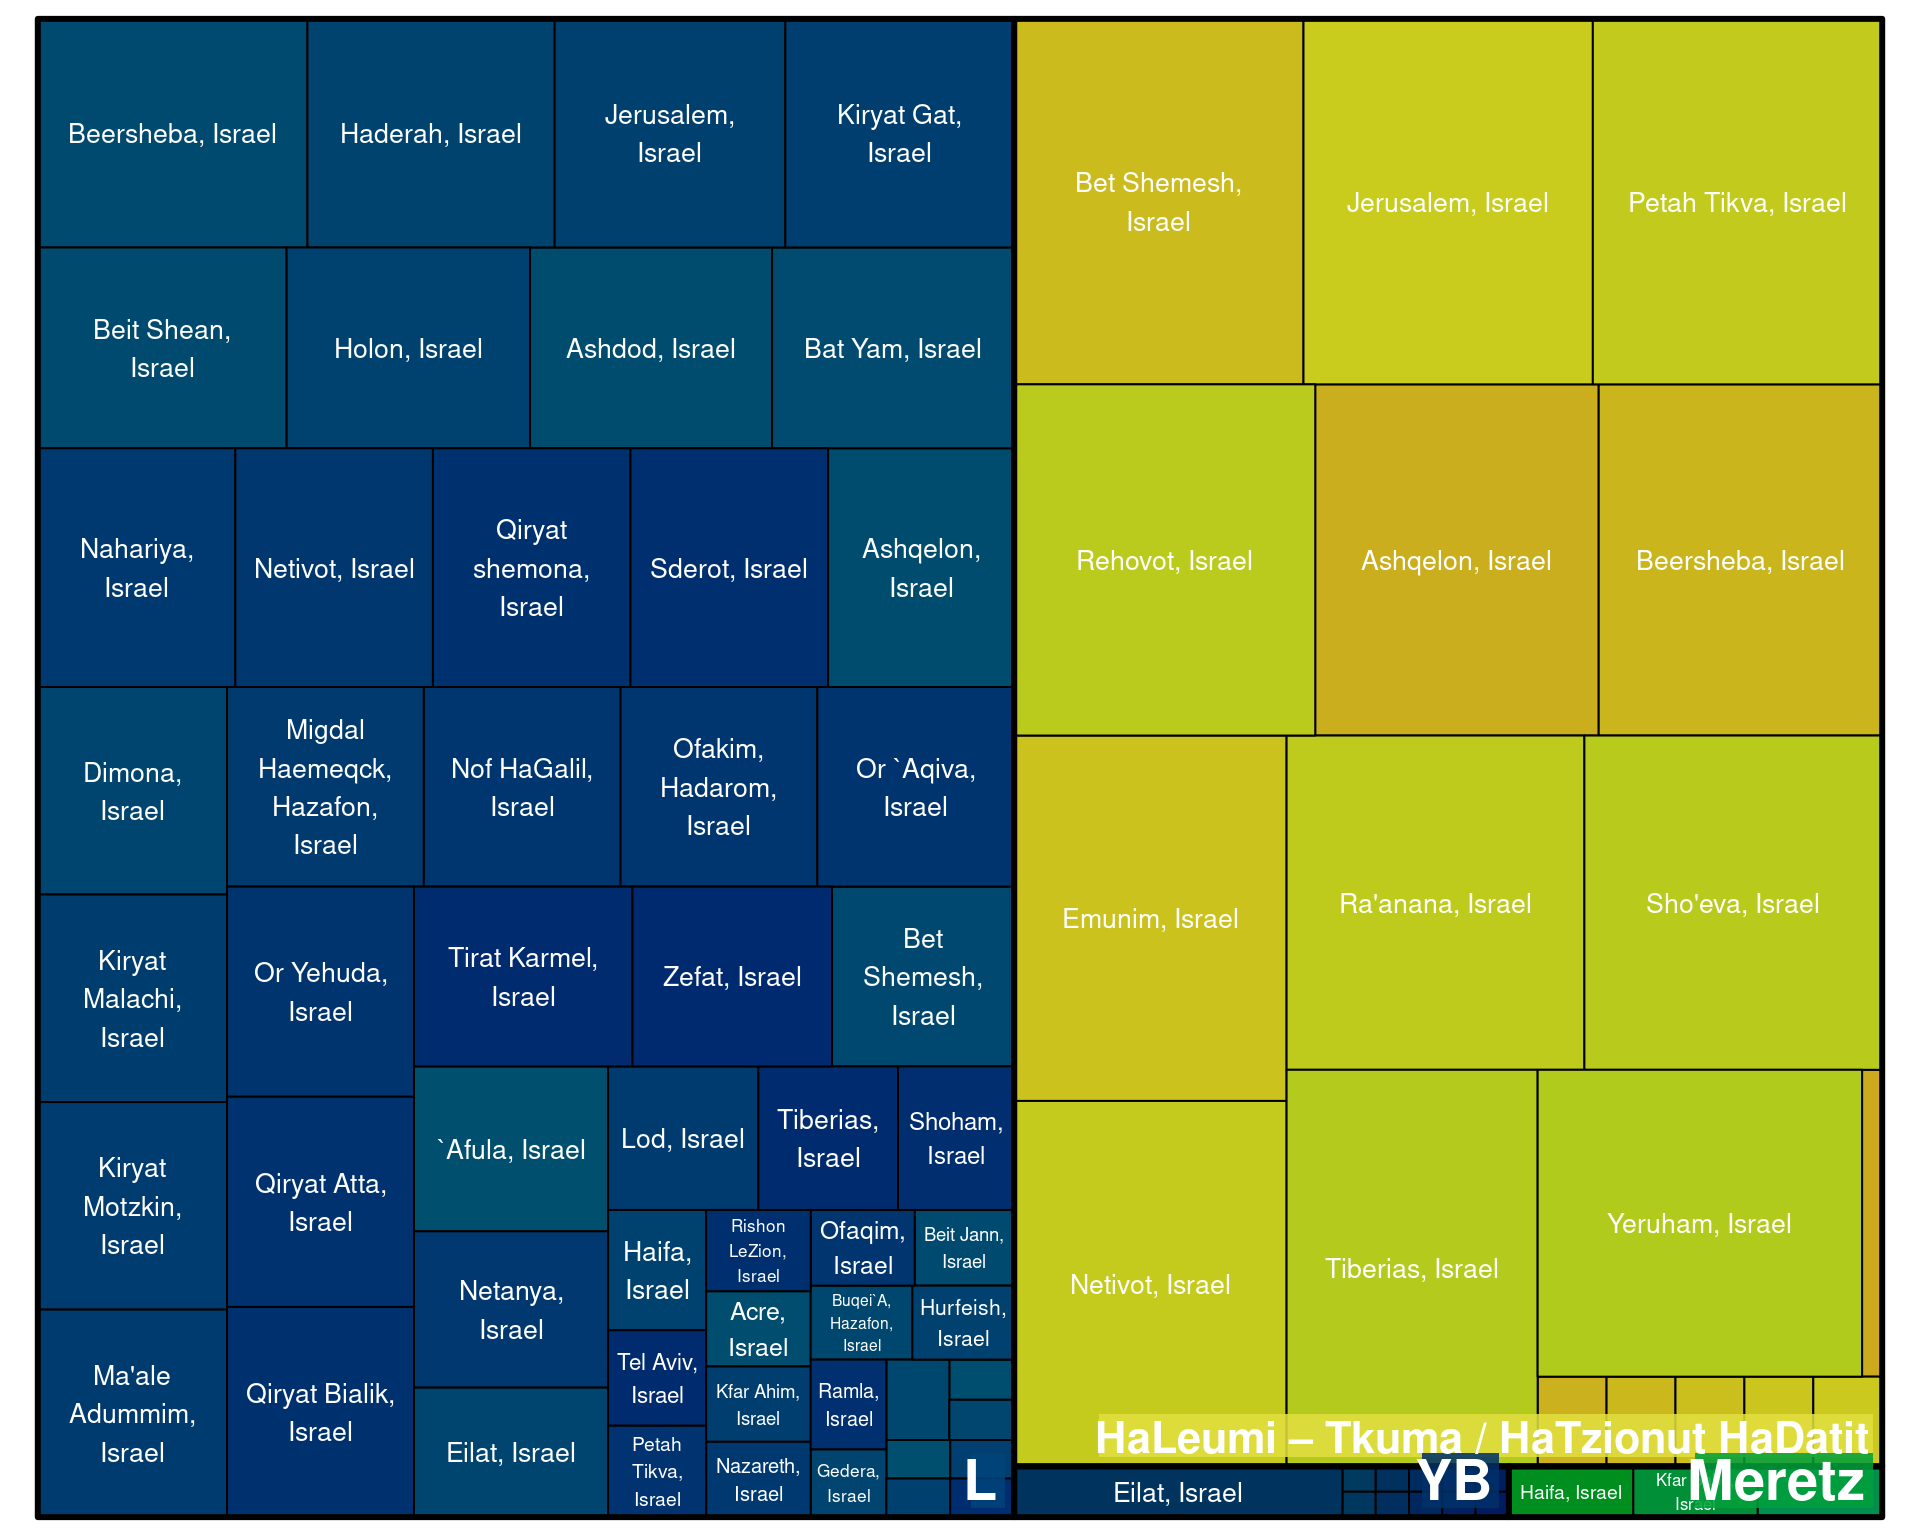 Beersheba, Israel
Haderah, Israel
Jerusalem,
Israel
Kiryat Gat,
Israel
Beit Shean,
Israel
Holon, Israel
Ashdod, Israel
Bat Yam, Israel
Nahariya,
Israel
Netivot, Israel
Qiryat
shemona,
Israel
Sderot, Israel
Ashqelon,
Israel
Dimona,
Israel
Migdal
Haemeqck,
Hazafon,
Israel
Nof HaGalil,
Israel
Ofakim,
Hadarom,
Israel
Or `Aqiva,
Israel
Kiryat
Malachi,
Israel
Or Yehuda,
Israel
Tirat Karmel,
Israel
Zefat, Israel
Bet
Shemesh,
Israel
Kiryat
Motzkin,
Israel
Qiryat Atta,
Israel
`Afula, Israel
Lod, Israel
Tiberias,
Israel
Shoham,
Israel
Ma'ale
Adummim,
Israel
Qiryat Bialik,
Israel
Netanya,
Israel
Eilat, Israel
Haifa,
Israel
Rishon
LeZion,
Israel
Ofaqim,
Israel
Beit Jann,
Israel
Acre,
Israel
Buqei`A,
Hazafon,
Israel
Hurfeish,
Israel
Tel Aviv,
Israel
Kfar Ahim,
Israel
Ramla,
Israel
Petah
Tikva,
Israel
Nazareth,
Israel
Gedera,
Israel
L
Bet Shemesh,
Israel
Jerusalem, Israel
Petah Tikva, Israel
Rehovot, Israel
Ashqelon, Israel
Beersheba, Israel
Emunim, Israel
Ra'anana, Israel
Sho'eva, Israel
Netivot, Israel
Tiberias, Israel
Yeruham, Israel
HaLeumi – Tkuma / HaTzionut HaDatit
Eilat, Israel
YB
Haifa, Israel
Kfar
Israel
Meretz